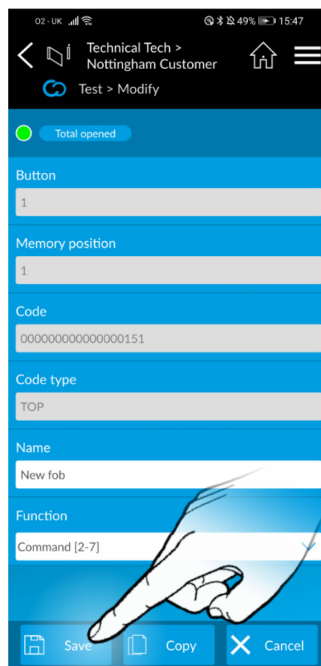 02-UK 49% 15:47
Technical Tech >
Nottingham Customer
Test > Modify
Total opened
Button
1
Memory position
1
Code
000000000000000151
Code type
TOP
Name
New fob
Function
Command [2-7]
Save Copy Cancel